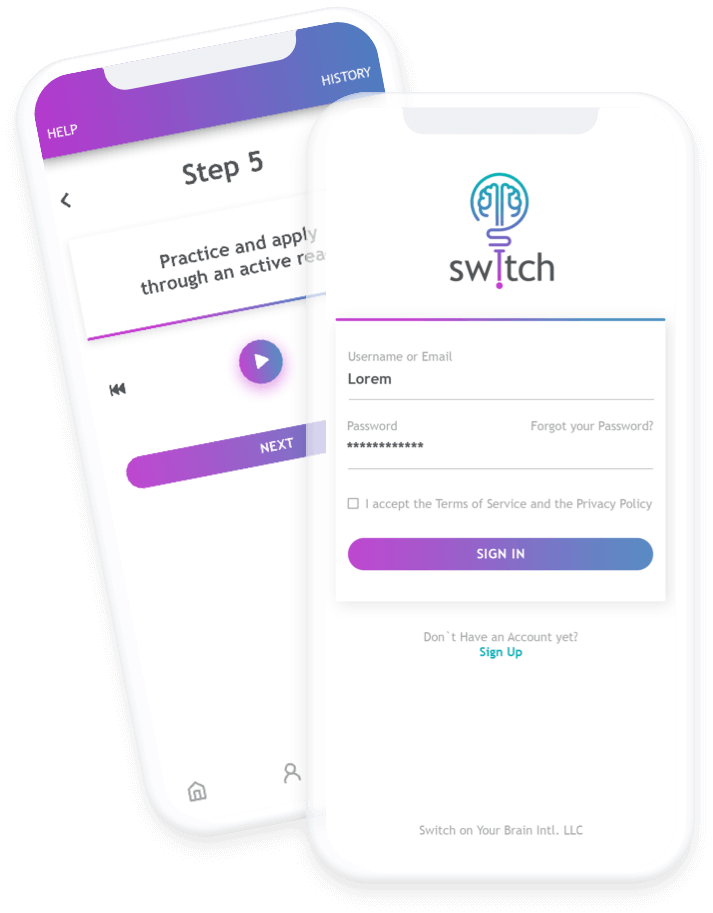 HELP
HISTORY
Step 5
Practice and apply
through an active
NEXT
switch
Username or Email
Lorem
Password
Forgot your Password?
************
I accept the Terms of Service and the Privacy Policy
SIGN IN
Don`t Have an Account yet?
Sign Up
Switch on Your Brain Intl. LLC